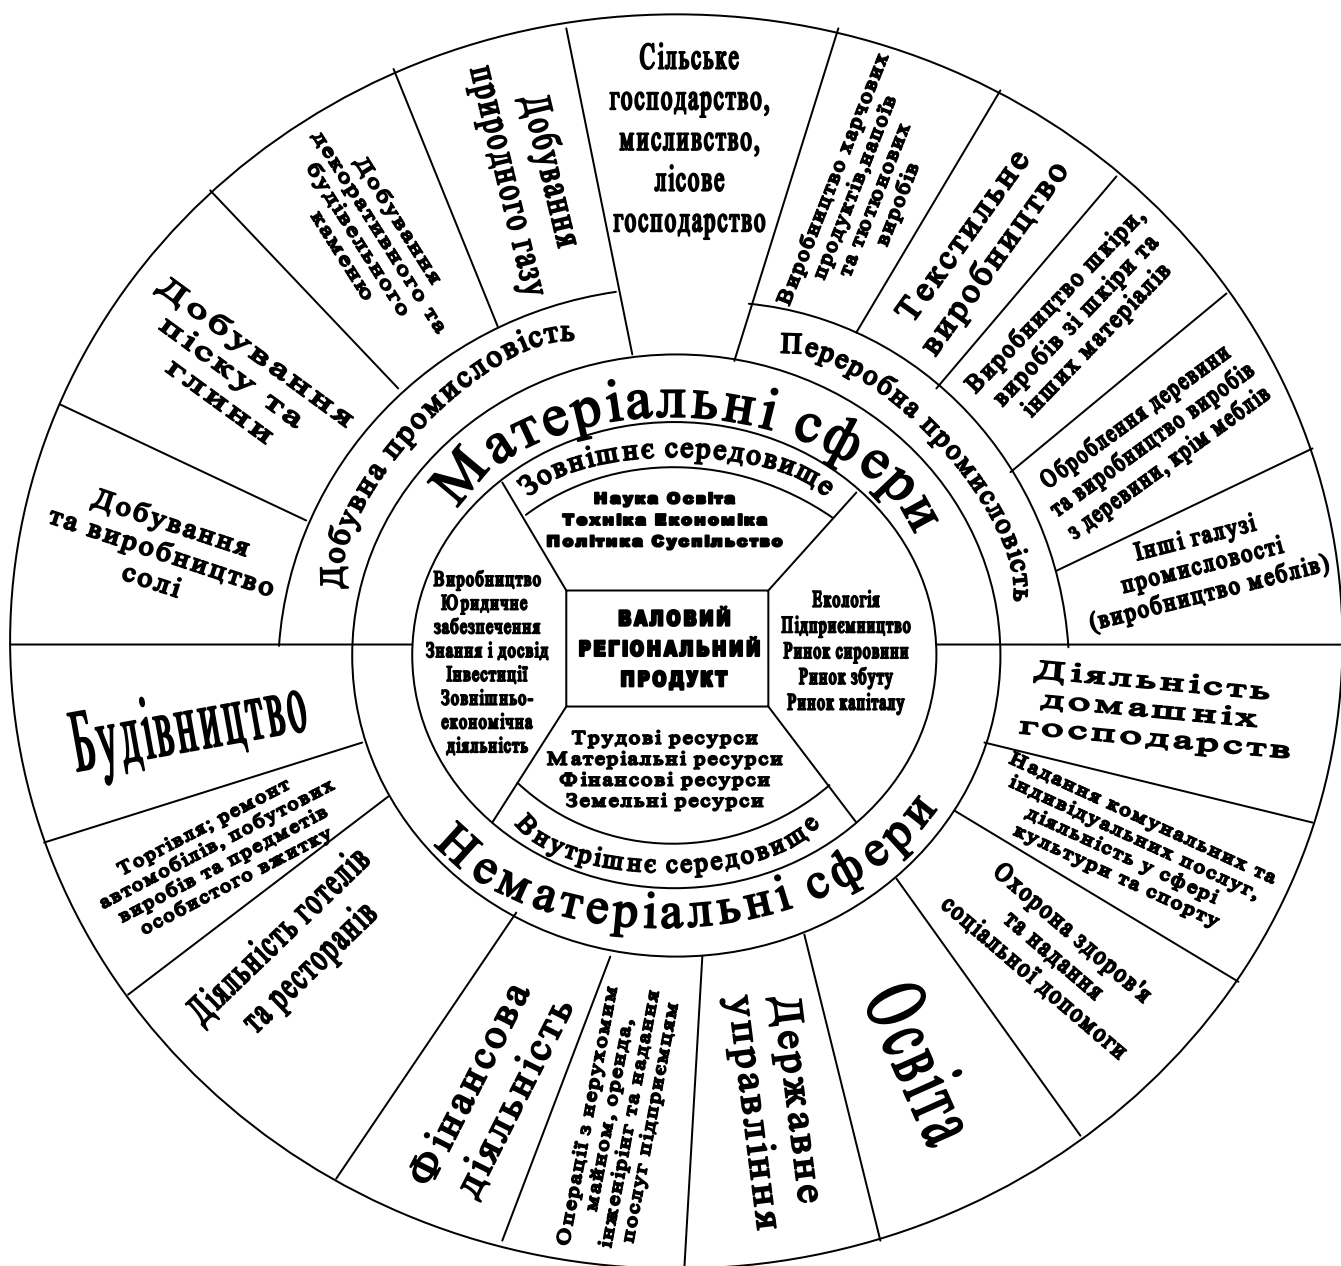 Сільське
господарство,
мисливство,
лісове
господарство
Виробництво харчових
продуктів,напоїв
та тютюнових
виробів
Текстильне
виробництво
Виробництво шкіри,
виробів зі шкіри та
інших матеріалів
Оброблення деревини
та виробництво виробів
з деревини, крім меблів
Інші галузі
промисловості
(виробництво меблів)
Переробна промисловість
Добування
природного газу
Добування
декоративного та
будівельного
каменю
Добування
піску та
глини
Добування
та виробництво
солі
Добувна промисловість
Матеріальні сфери
Зовнішнє середовище
Наука Освіта
Техніка Економіка
Політика Суспільство
Виробництво
Юридичне
забезпечення
Знання і досвід
Інвестиції
Зовнішньо-
економічна
діяльність
ВАЛОВИЙ
РЕГІОНАЛЬНИЙ
ПРОДУКТ
Екологія
Підприємництво
Ринок сировини
Ринок збуту
Ринок капіталу
Трудові ресурси
Матеріальні ресурси
Фінансові ресурси
Земельні ресурси
Внутрішнє середовище
Нематеріальні сфери
Діяльність
домашніх
господарств
Надання комунальних та
індивідуальних послуг,
діяльність у сфері
культури та спорту
Охорона здоров'я
та надання
соціальної допомоги
Освіта
Державне
управління
Операції з нерухомим
майном, оренда,
інженірінг та надання
послуг підприємцям
Фінансова
діяльність
Діяльність готелів
та ресторанів
Торгівля; ремонт
автомобілів, побутових
виробів та предметів
особистого вжитку
Будівництво